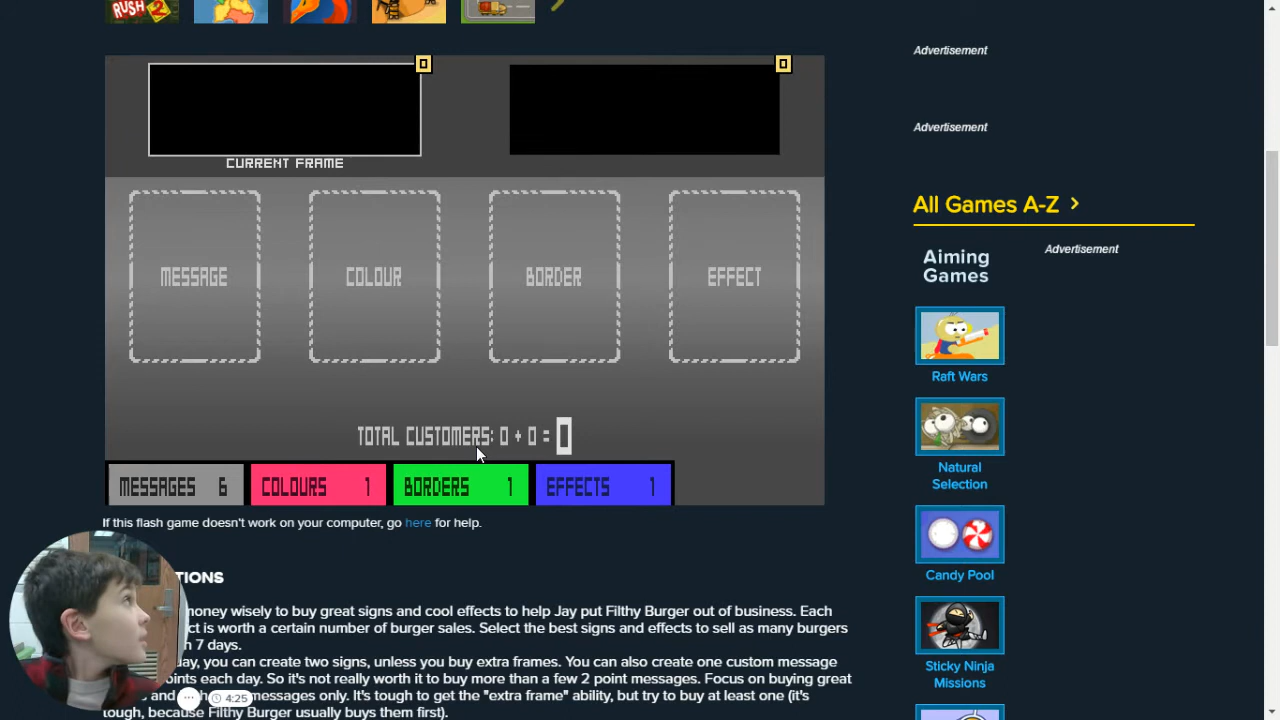 RUSH
2
0
0
CURRENT FRAME
MESSAGE
COLOUR
BORDER
EFFECT
TOTAL CUSTOMERS: 0 + 0 = 0
MESSAGES 6
COLOURS 1
BORDERS 1
EFFECTS 1
If this flash game doesn't work on your computer, go here for help.
TIONS
money wisely to buy great signs and cool effects to help Jay put Filthy Burger out of business. Each
ct is worth a certain number of burger sales. Select the best signs and effects to sell as many burgers
n 7 days.
ay, you can create two signs, unless you buy extra frames. You can also create one custom message
oints each day. So it's not really worth it to buy more than a few 2 point messages. Focus on buying great
and messages only. It's tough to get the "extra frame" ability, but try to buy at least one (it's
tough, because Filthy Burger usually buys them first).
4:25
Advertisement
Advertisement
All Games A-Z >
Aiming
Games
Advertisement
Raft Wars
Natural
Selection
Candy Pool
Sticky Ninja
Missions